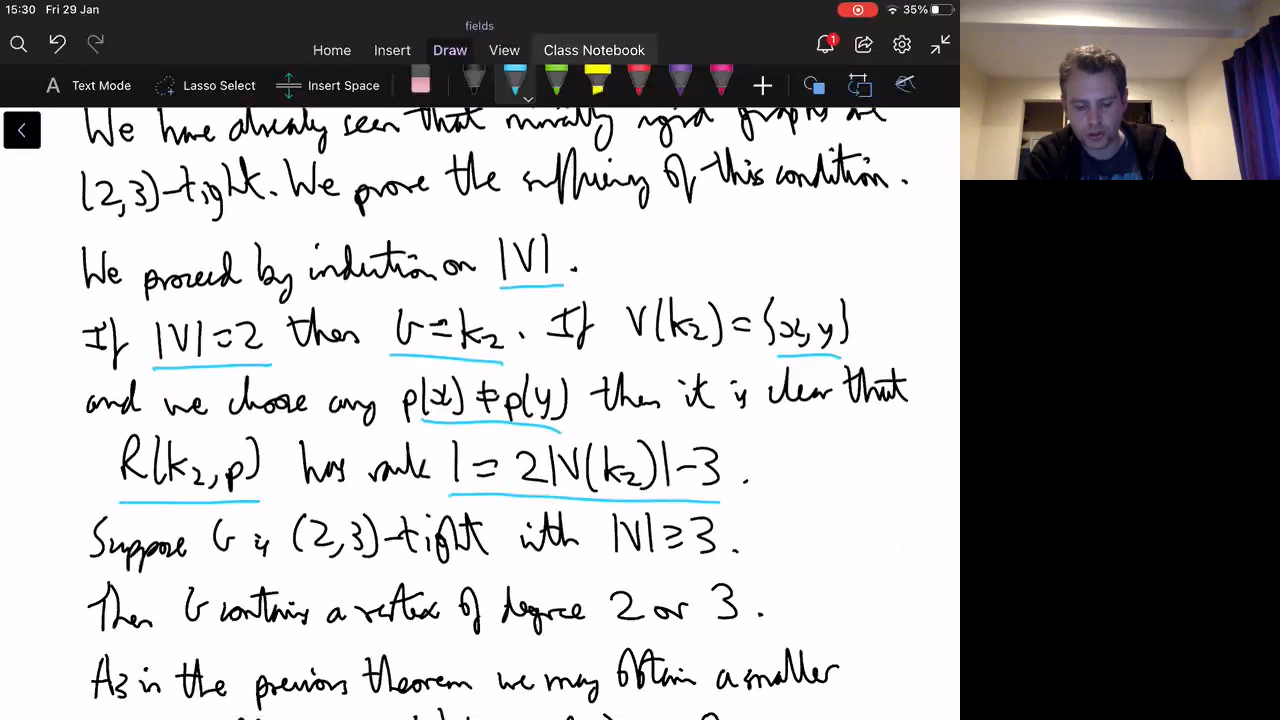 15:30 Fri 29 Jan
35%
fields
Home Insert Draw View Class Notebook
1
Text Mode Lasso Select Insert Space
We have already seen that minimally rigid graphs are
(2,3)-tight. We prove the sufficiency of this condition.
We proceed by induction on |V|.
If |V|=2 then G=K₂. If V(K₂)={x,y}
and we choose any p(x)≠p(y) then it is clear that
R(K₂,p) has rank 1=2|V(K₂)|-3.
Suppose G is (2,3)-tight with |V|≥3.
Then G contains a vertex of degree 2 or 3.
As in the previous theorem we may obtain a smaller